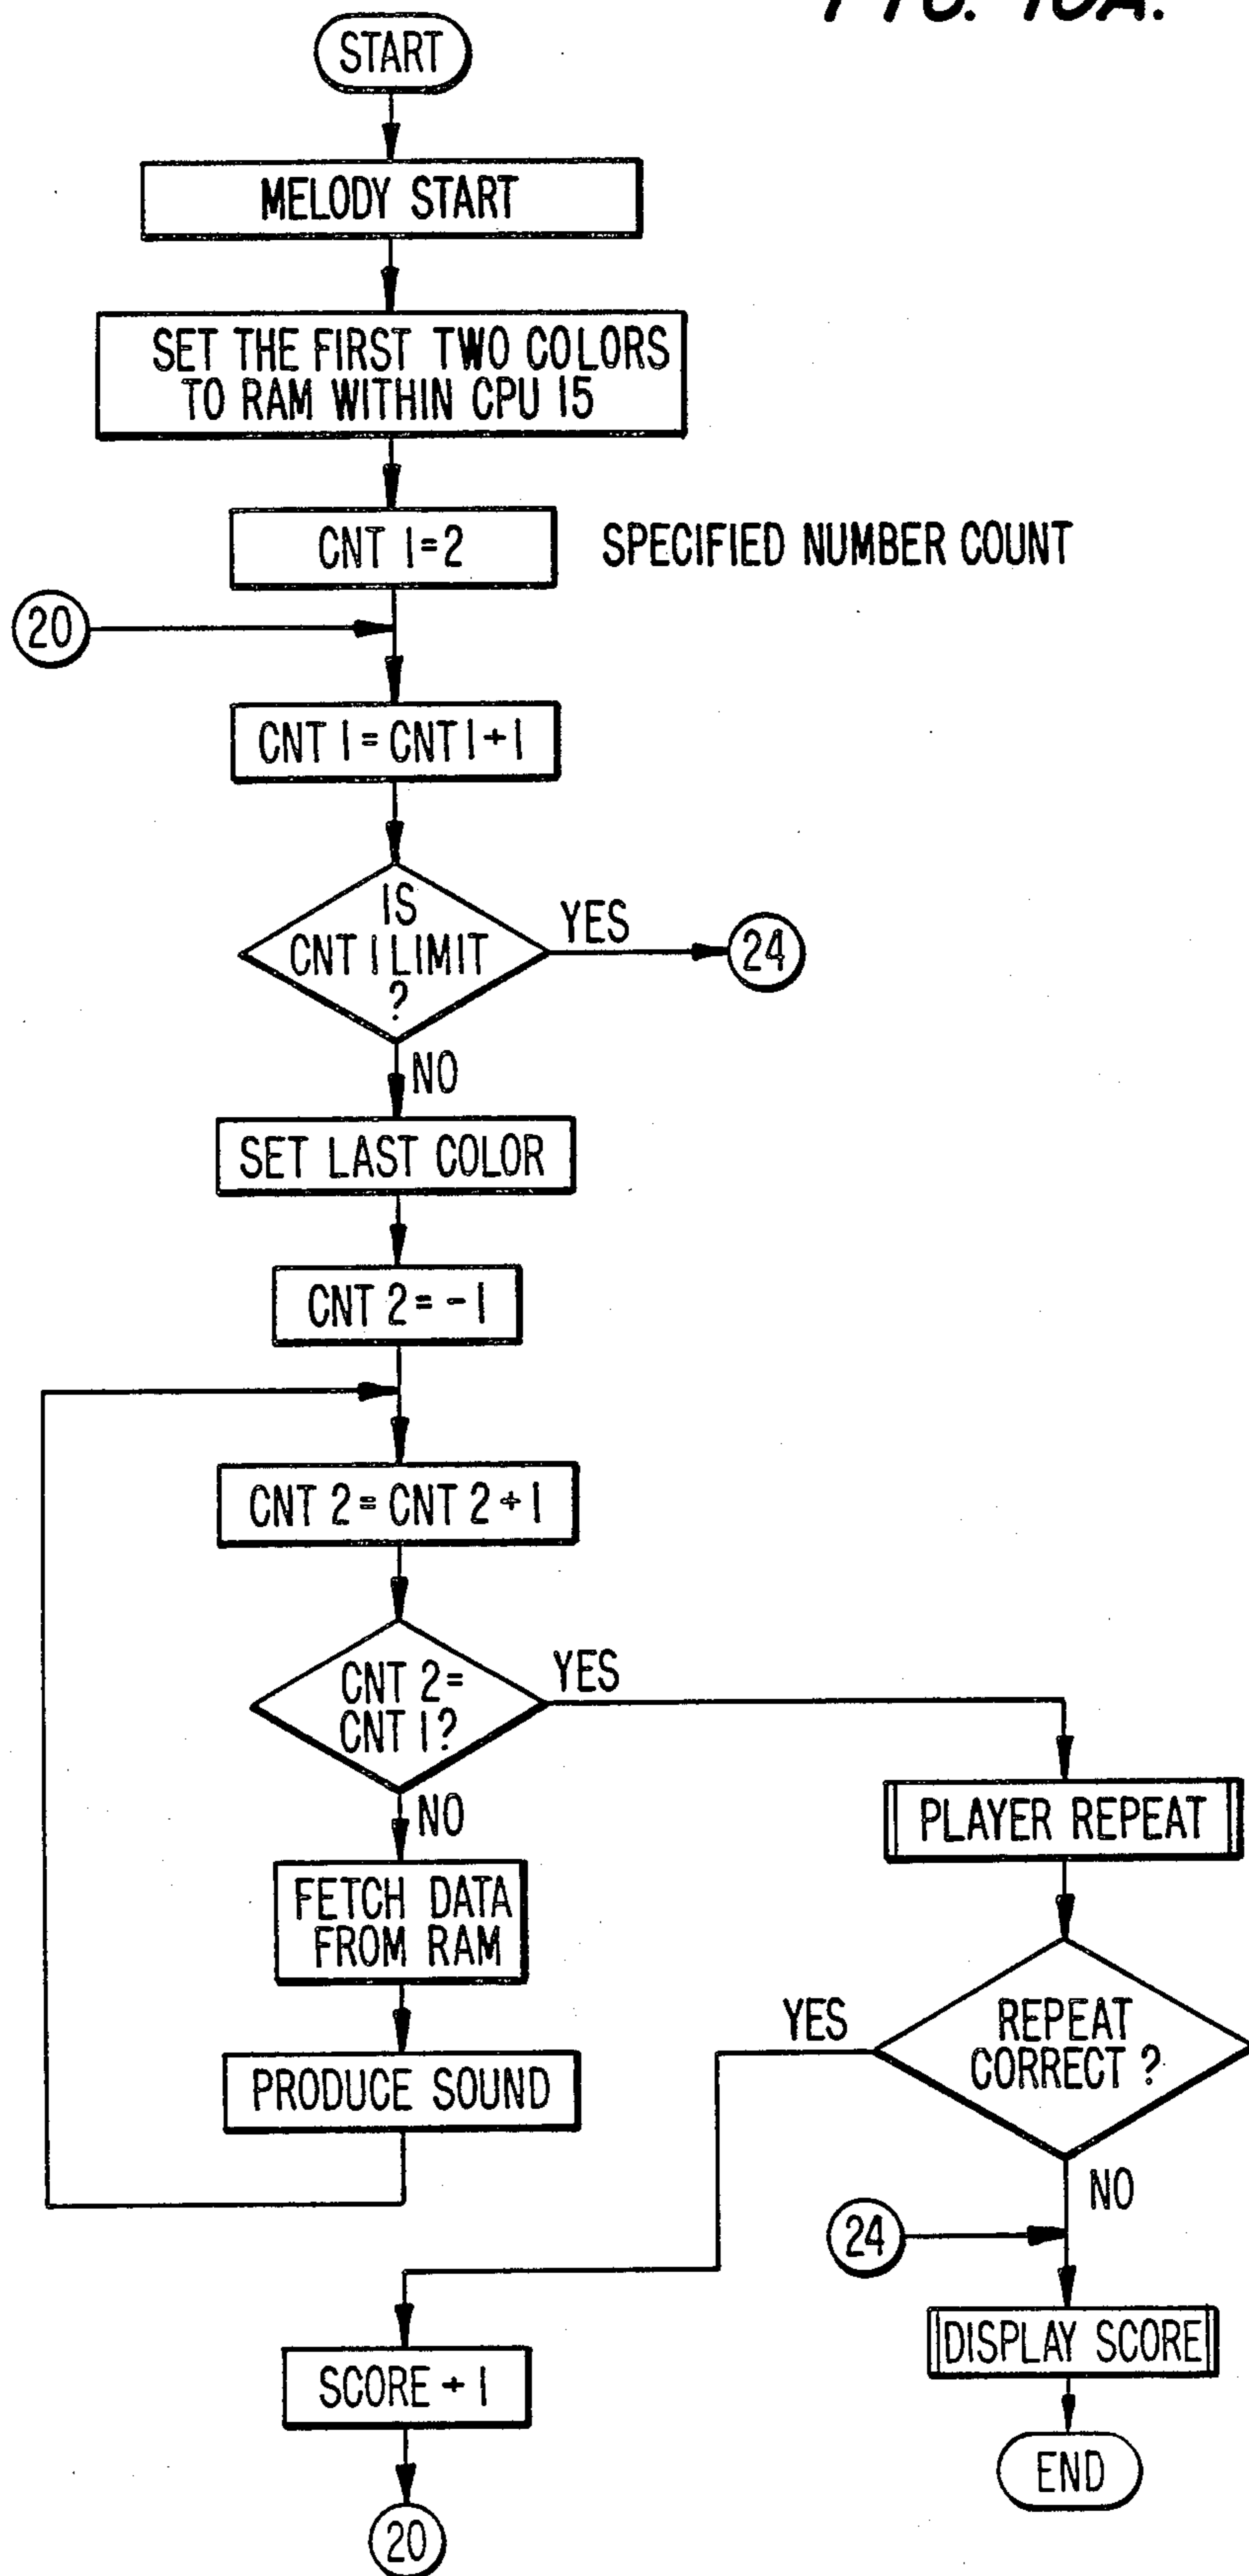 FIG. 10A.
START
MELODY START
SET THE FIRST TWO COLORS
TO RAM WITHIN CPU 15
CNT 1=2
SPECIFIED NUMBER COUNT
20
CNT 1 = CNT 1+1
IS
CNT 1 LIMIT
?
YES
24
NO
SET LAST COLOR
CNT 2 = -1
CNT 2 = CNT 2 + 1
CNT 2 =
CNT 1?
YES
NO
PLAYER REPEAT
FETCH DATA
FROM RAM
YES
REPEAT
CORRECT ?
PRODUCE SOUND
NO
24
DISPLAY SCORE
SCORE + 1
END
20